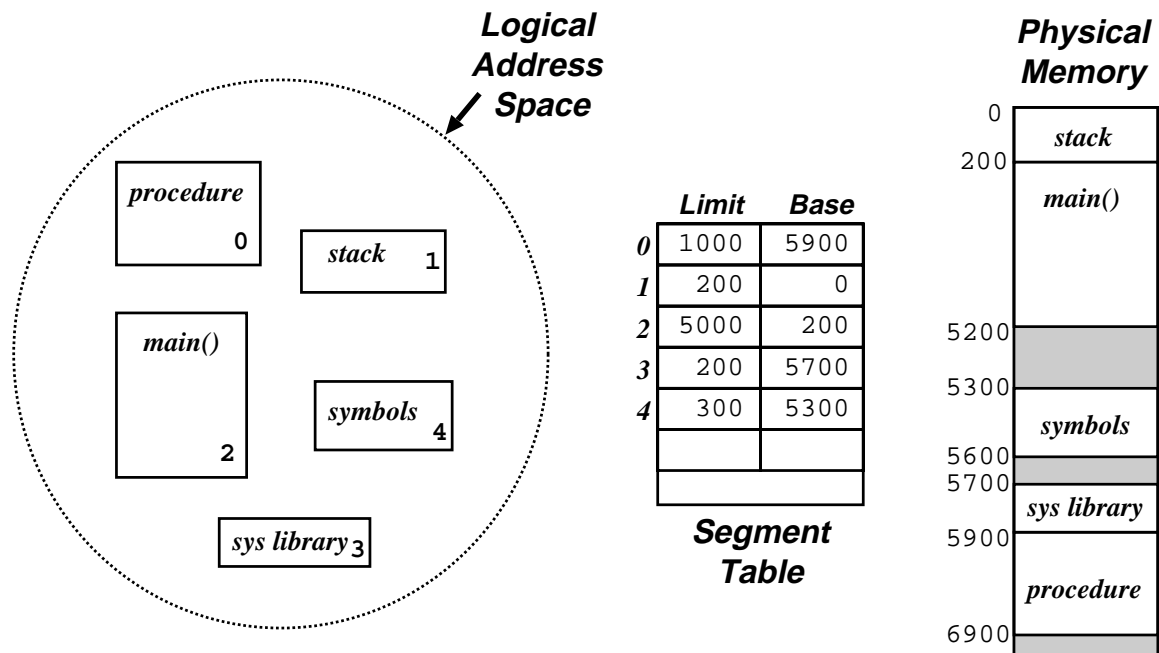 Logical
Address
Space
procedure
0
stack 1
main()
2
symbols 4
sys library 3
Limit Base
0 1000 5900
1 200 0
2 5000 200
3 200 5700
4 300 5300
Segment
Table
Physical
Memory
0
stack
200
main()
5200
5300
symbols
5600
5700
sys library
5900
procedure
6900